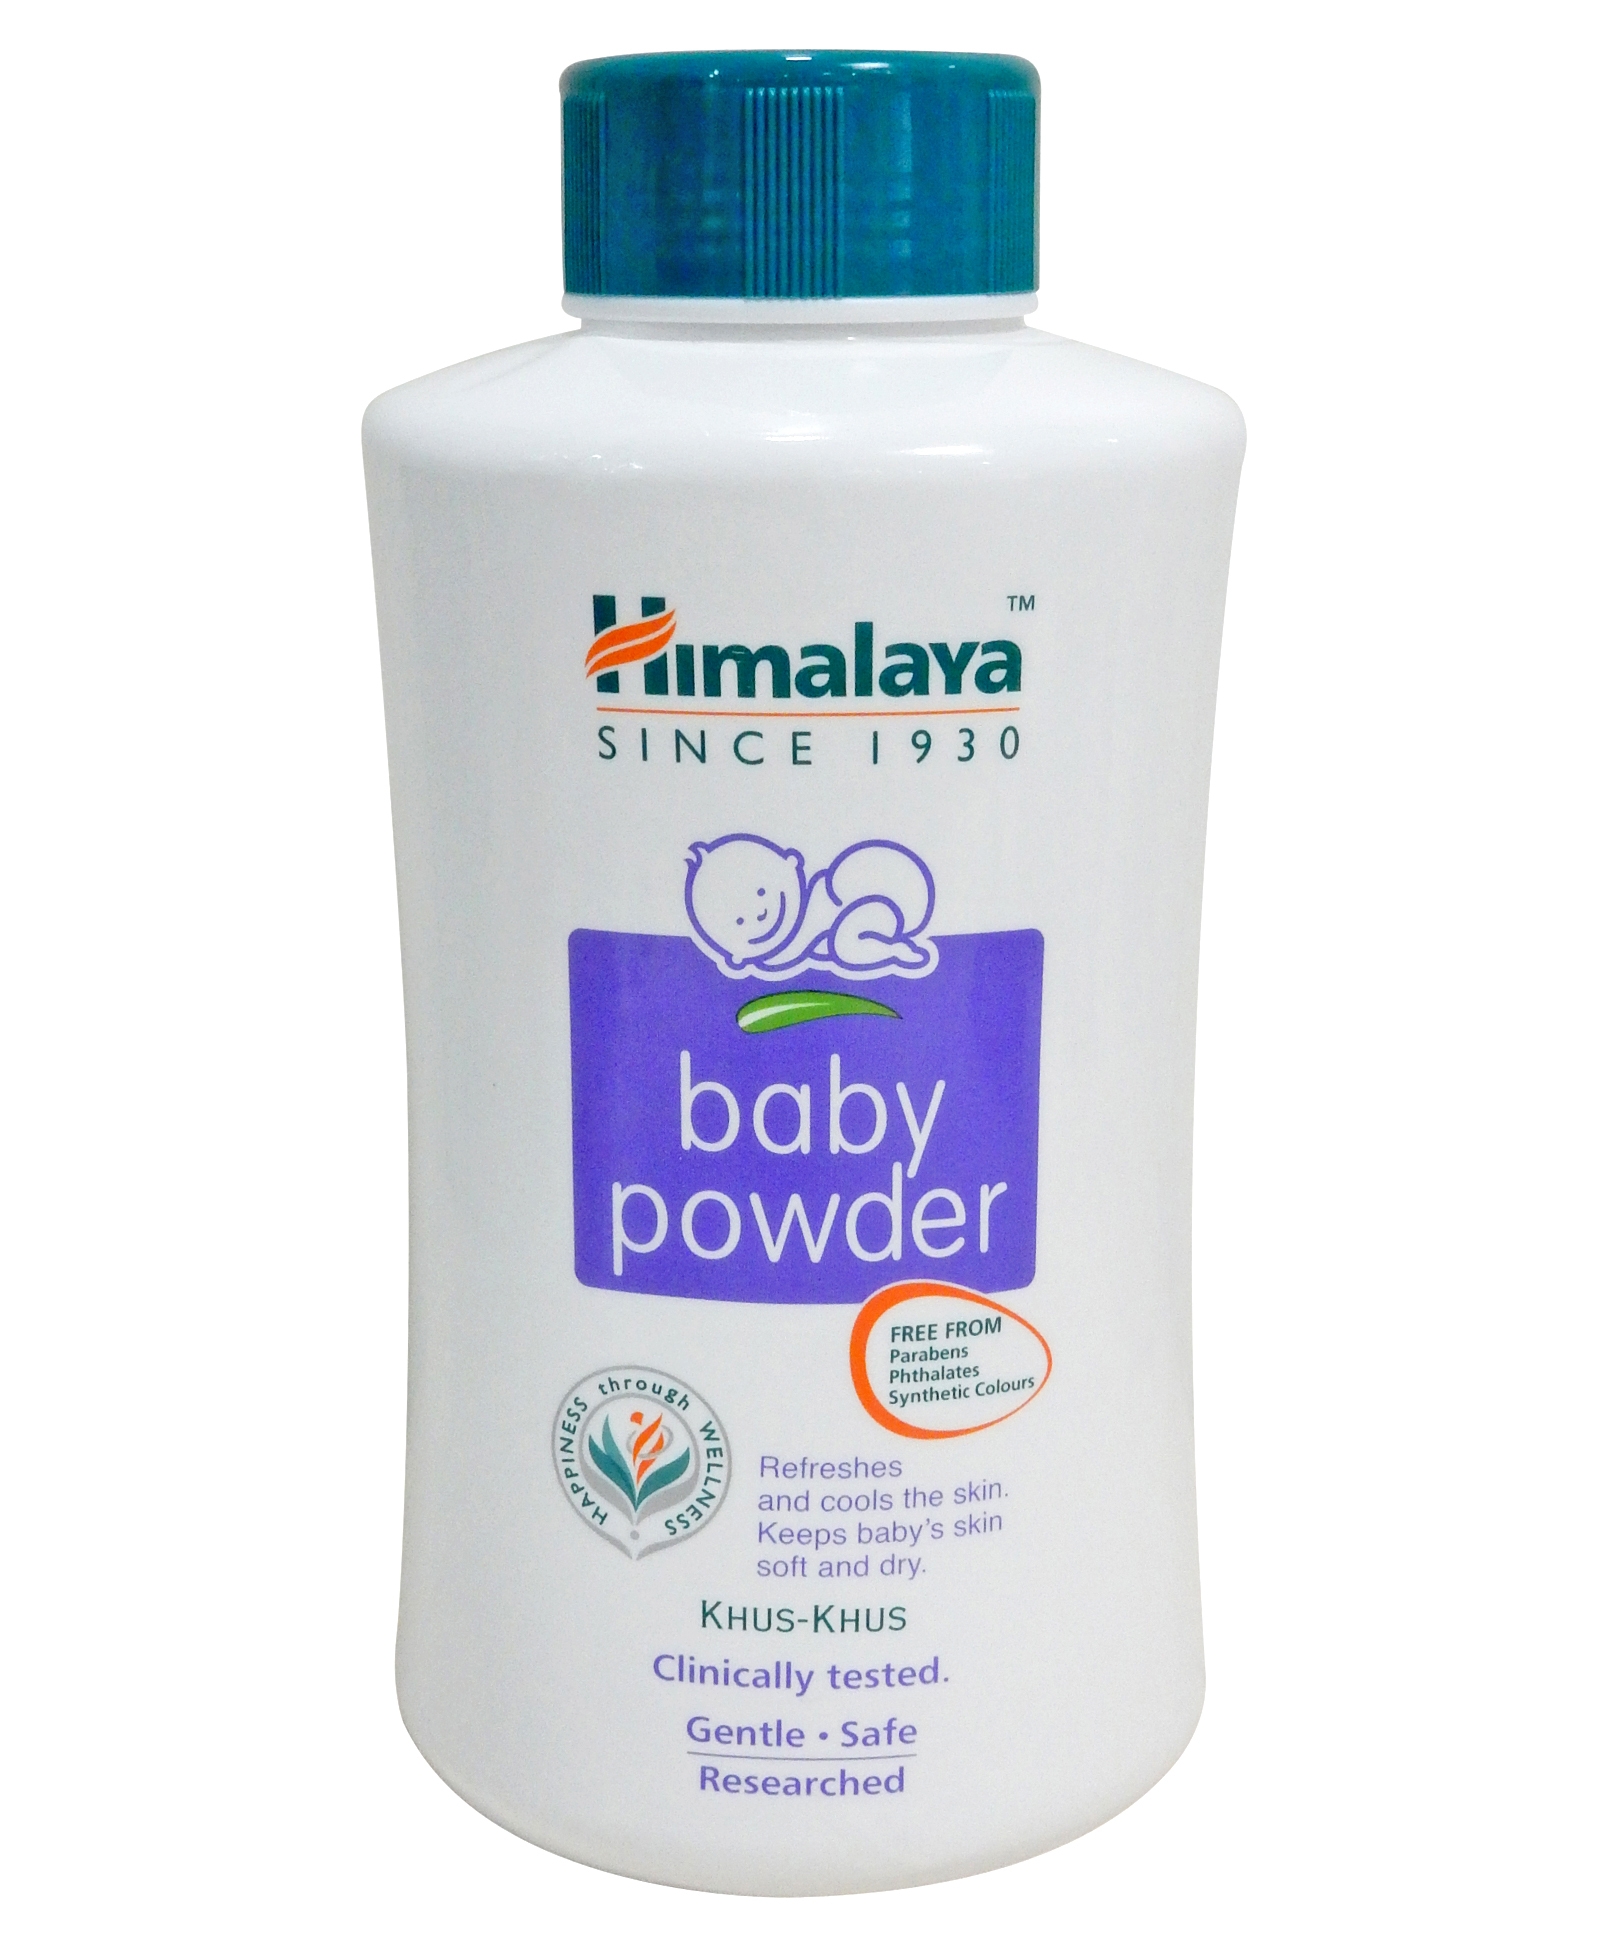 Himalaya™
SINCE 1930
baby
powder
FREE FROM
Parabens
Phthalates
Synthetic Colours
HAPPINESS through WELLNESS
Refreshes
and cools the skin.
Keeps baby's skin
soft and dry.
KHUS-KHUS
Clinically tested.
Gentle • Safe
Researched